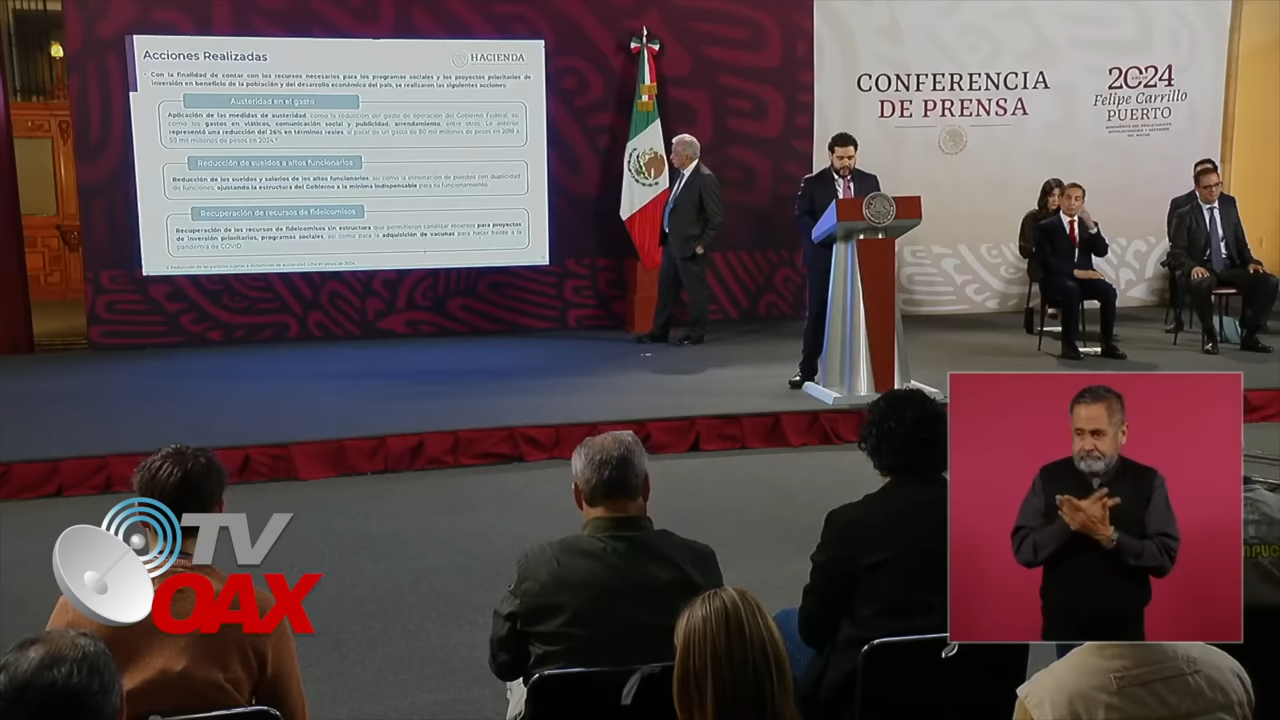 Acciones Realizadas
HACIENDA
• Con la finalidad de contar con los recursos necesarios para los programas sociales y los proyectos prioritarios de
inversión en beneficio de la población y del desarrollo económico del país, se realizaron las siguientes acciones:
Austeridad en el gasto
Aplicación de las medidas de austeridad, como la reducción del gasto de operación del Gobierno Federal, así
como los gastos en viáticos, comunicación social y publicidad, arrendamiento, entre otros. Lo anterior
representó una reducción del 26% en términos reales, al pasar de un gasto de 80 mil millones de pesos en 2018 a
59 mil millones de pesos en 2024.
Reducción de sueldos a altos funcionarios
Reducción de los sueldos y salarios de los altos funcionarios, así como la eliminación de puestos con duplicidad
de funciones, ajustando la estructura del Gobierno a la mínima indispensable para su funcionamiento.
Recuperación de recursos de fideicomisos
Recuperación de los recursos de fideicomisos sin estructura que permitieron canalizar recursos para proyectos
de inversión prioritarios, programas sociales, así como para la adquisición de vacunas para hacer frente a la
pandemia de COVID.
CONFERENCIA
DE PRENSA
2024
AÑO DE
Felipe Carrillo
PUERTO
BENEMÉRITO DEL PROLETARIADO,
REVOLUCIONARIO Y DEFENSOR
DEL MAYAB
TV
OAX